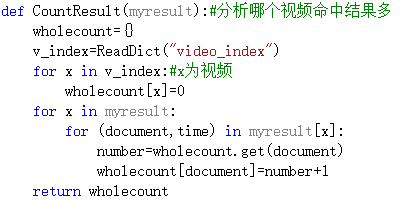 def CountResult(myresult):#分析哪个视频命中结果多
    wholecount={}
    v_index=ReadDict("video_index")
    for x in v_index:#x为视频
        wholecount[x]=0
    for x in myresult:
        for (document,time) in myresult[x]:
            number=wholecount.get(document)
            wholecount[document]=number+1
    return wholecount